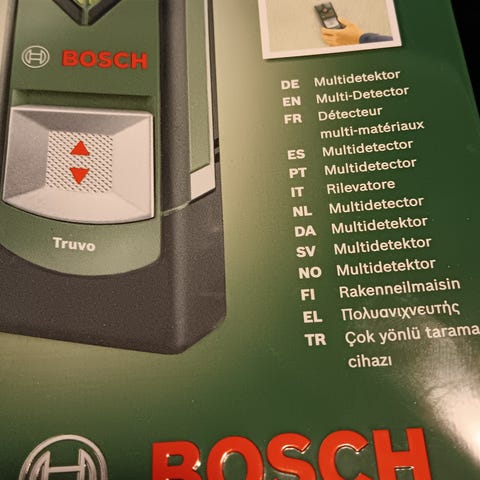 BOSCH
Truvo
DE Multidetektor
EN Multi-Detector
FR Détecteur
multi-matériaux
ES Multidetector
PT Multidetector
IT Rilevatore
NL Multidetector
DA Multidetektor
SV Multidetektor
NO Multidetektor
FI Rakenneilmaisin
EL Πολυανιχνευτής
TR Çok yönlü tarama
cihazı
BOSCH